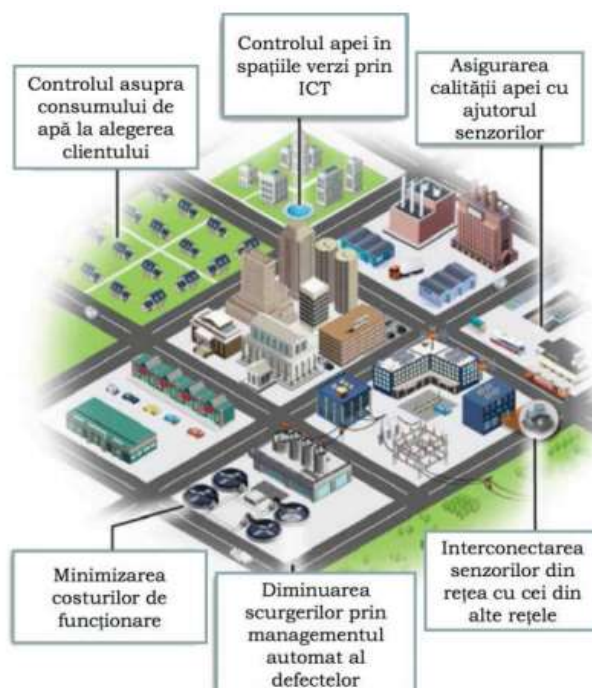 Controlul apei în
spațiile verzi prin
ICT
Controlul asupra
consumului de
apă la alegerea
clientului
Asigurarea
calității apei cu
ajutorul
senzorilor
Minimizarea
costurilor de
funcționare
Diminuarea
scurgerilor prin
managementul
automat al
defectelor
Interconectarea
senzorilor din
rețea cu cei din
alte rețele